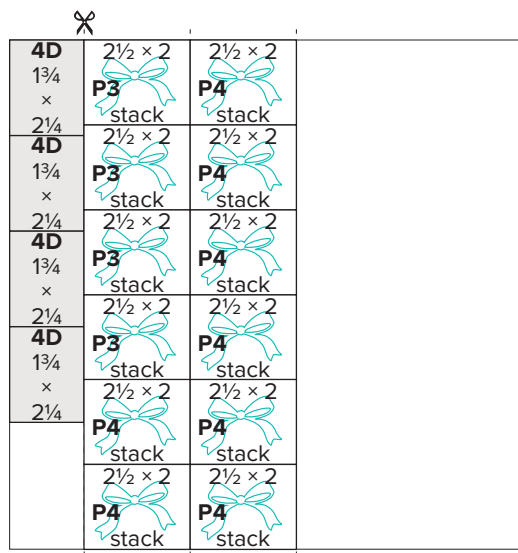 4D
1¾
×
2¼
4D
1¾
×
2¼
4D
1¾
×
2¼
4D
1¾
×
2¼
2½ × 2
P3
stack
2½ × 2
P3
stack
2½ × 2
P3
stack
2½ × 2
P3
stack
2½ × 2
P4
stack
2½ × 2
P4
stack
2½ × 2
P4
stack
2½ × 2
P4
stack
2½ × 2
P4
stack
2½ × 2
P4
stack
2½ × 2
P4
stack
2½ × 2
P4
stack